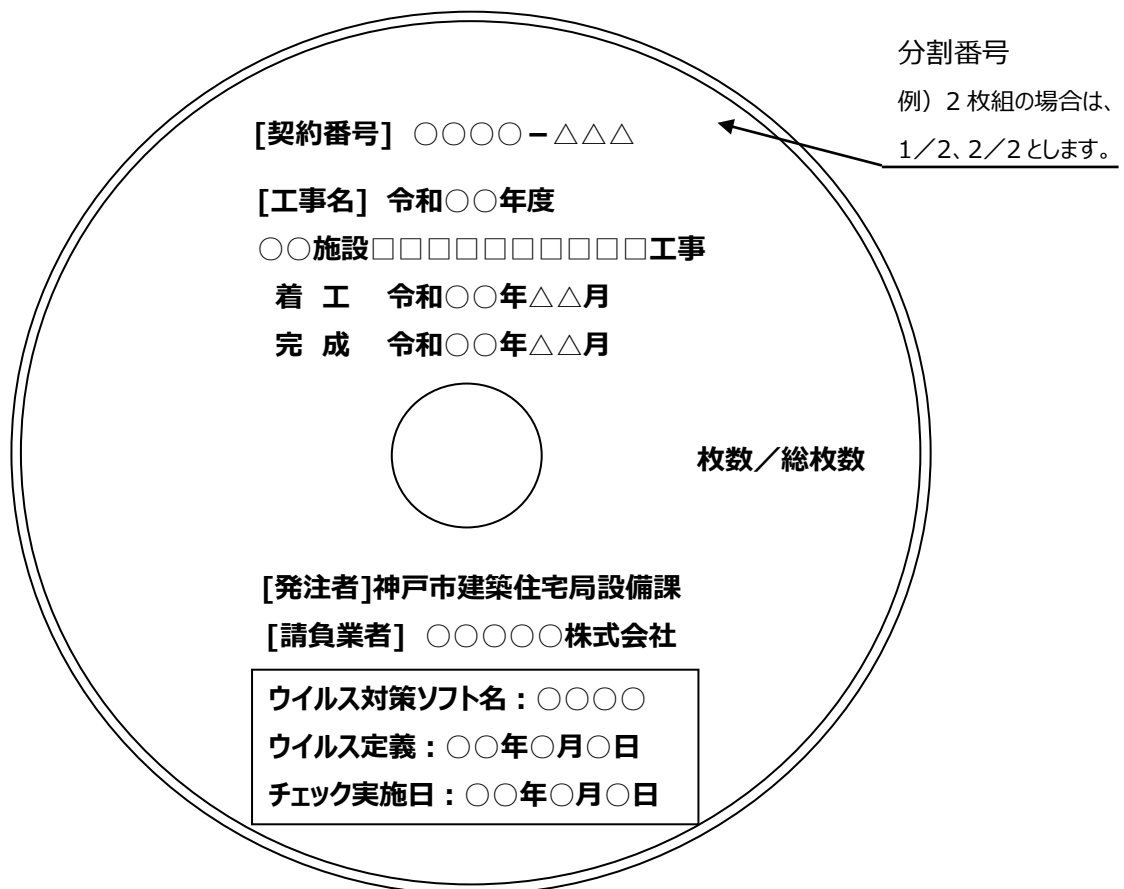 分割番号
例）2 枚組の場合は、
1／2、2／2 とします。
[契約番号] ○○○○－△△△
[工事名] 令和○○年度
○○施設□□□□□□□□□□工事
着 工 令和○○年△△月
完 成 令和○○年△△月
枚数／総枚数
[発注者]神戸市建築住宅局設備課
[請負業者] ○○○○○株式会社
ウイルス対策ソフト名：○○○○
ウイルス定義：○○年○月○日
チェック実施日：○○年○月○日